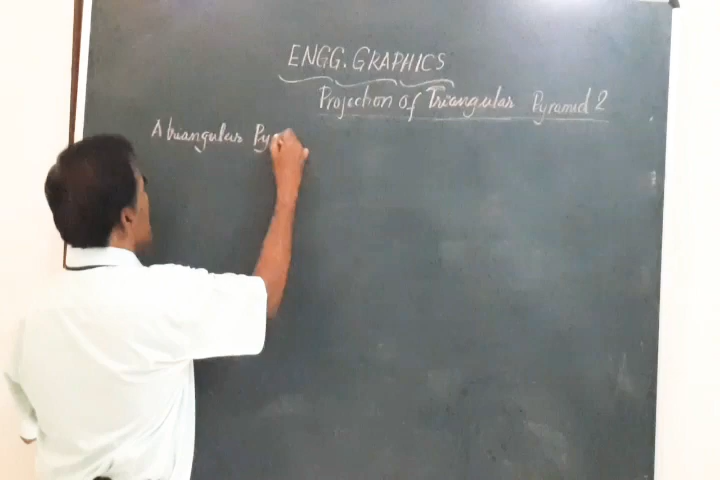 ENGG. GRAPHICS
Projection of Triangular Pyramid 2
A triangular Py